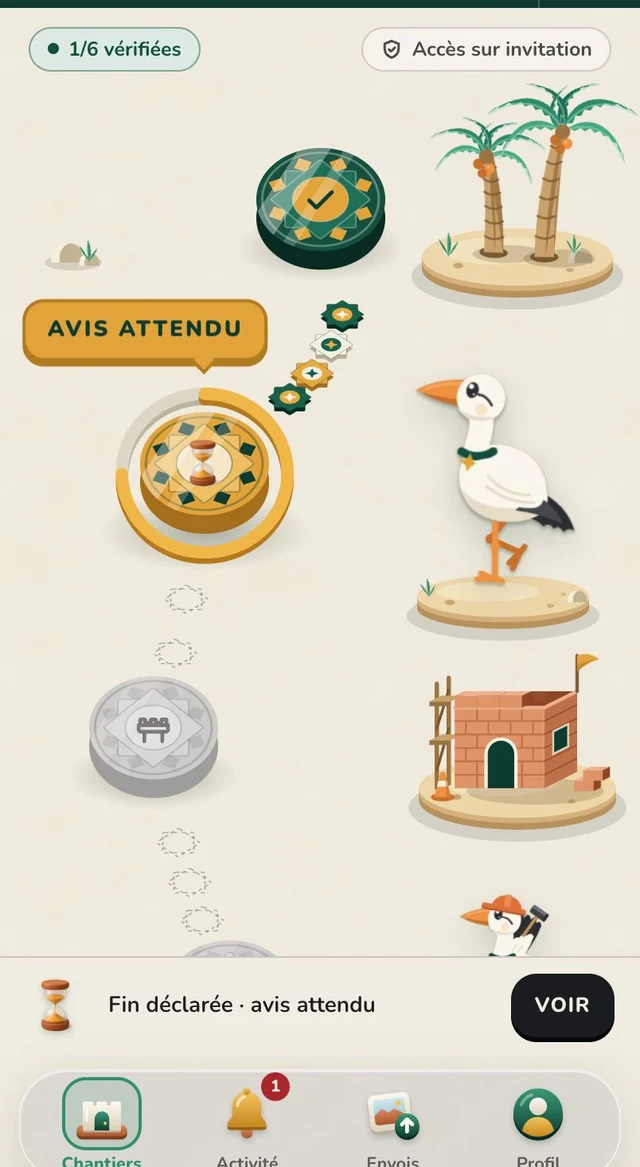 1/6 vérifiées
Accès sur invitation
AVIS ATTENDU
Fin déclarée · avis attendu
VOIR
1
Chantiers
Activité
Envois
Profil